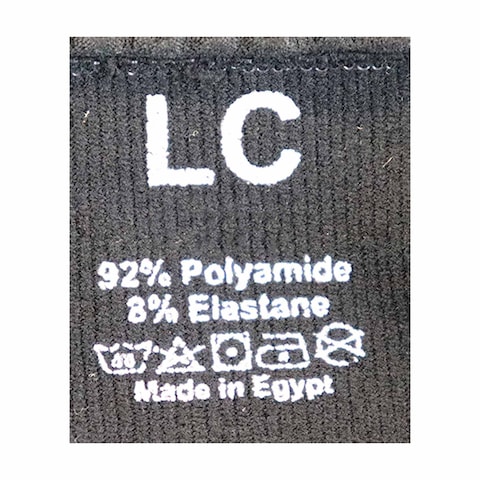 LC
92% Polyamide
8% Elastane
Made in Egypt